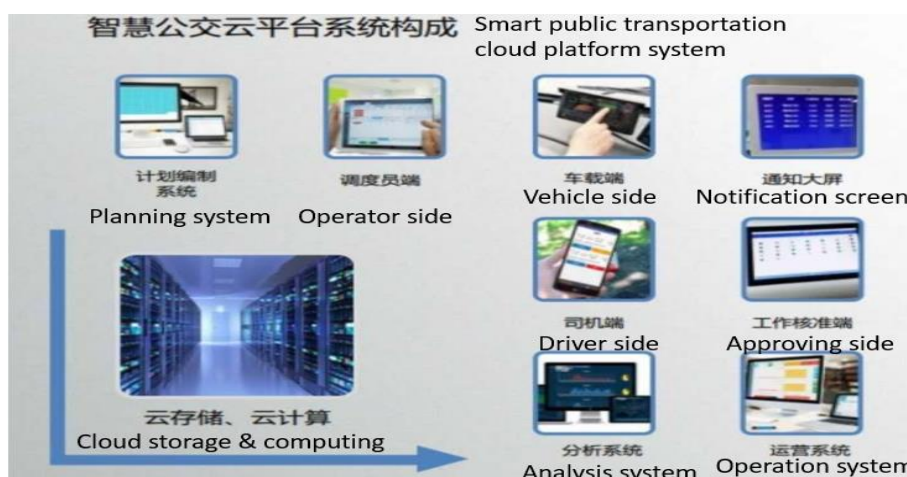 智慧公交云平台系统构成
Smart public transportation
cloud platform system
计划编制
系统
Planning system
调度员端
Operator side
车载端
Vehicle side
通知大屏
Notification screen
司机端
Driver side
工作核准端
Approving side
云存储、云计算
Cloud storage & computing
分析系统
Analysis system
运营系统
Operation system